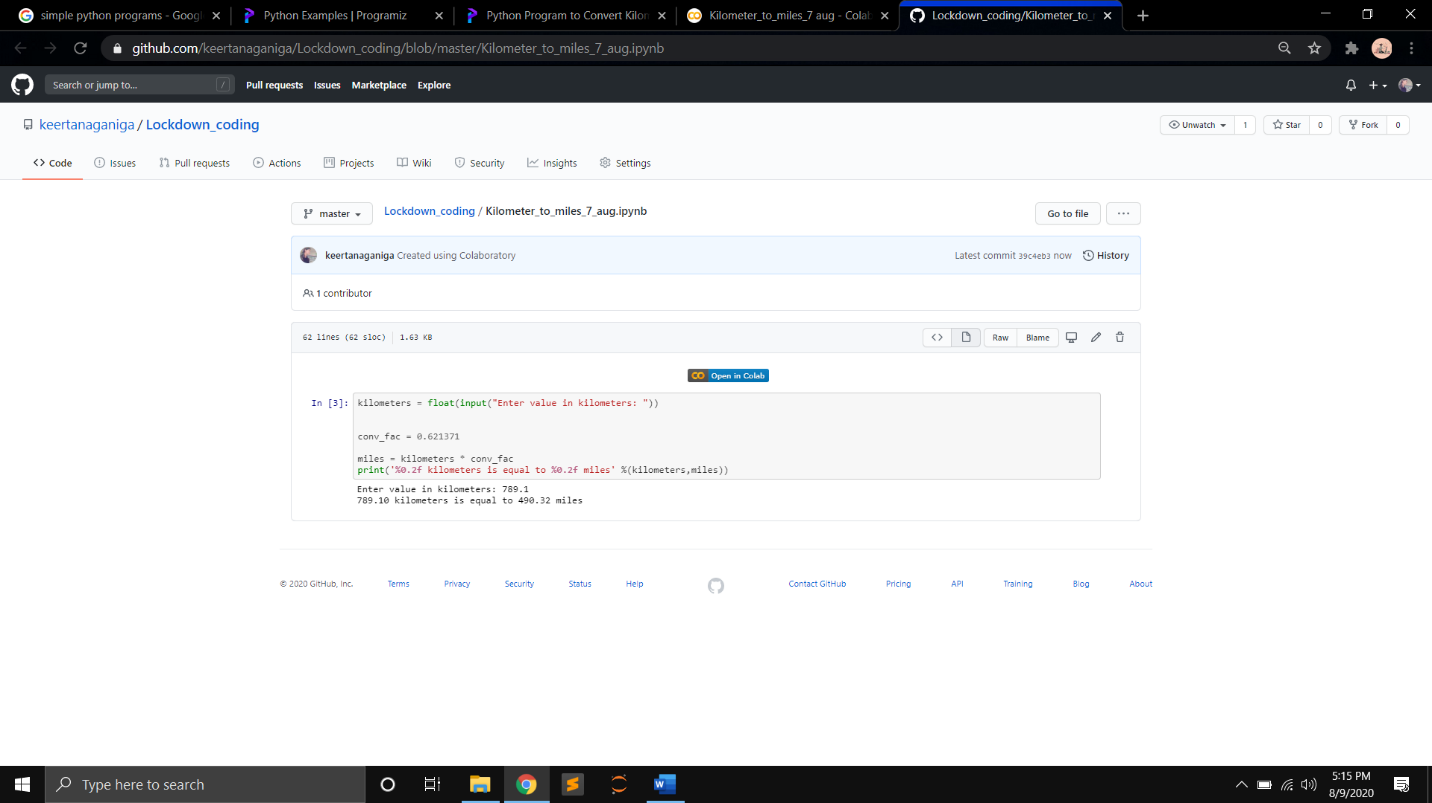 simple python programs - Goog
Python Examples | Programiz
Python Program to Convert Kilon
Kilometer_to_miles_7 aug - Colab
Lockdown_coding/Kilometer_to_
github.com/keertanaganiga/Lockdown_coding/blob/master/Kilometer_to_miles_7_aug.ipynb
Search or jump to... / Pull requests Issues Marketplace Explore
keertanaganiga / Lockdown_coding Unwatch 1 Star 0 Fork 0
Code Issues Pull requests Actions Projects Wiki Security Insights Settings
master Lockdown_coding / Kilometer_to_miles_7_aug.ipynb Go to file ...
keertanaganiga Created using Colaboratory Latest commit 39c4eb3 now History
1 contributor
62 lines (62 sloc) 1.63 KB <> Raw Blame
Open in Colab
In [3]: kilometers = float(input("Enter value in kilometers: "))
conv_fac = 0.621371
miles = kilometers * conv_fac
print('%0.2f kilometers is equal to %0.2f miles' %(kilometers,miles))
Enter value in kilometers: 789.1
789.10 kilometers is equal to 490.32 miles
© 2020 GitHub, Inc. Terms Privacy Security Status Help Contact GitHub Pricing API Training Blog About
Type here to search
5:15 PM
8/9/2020